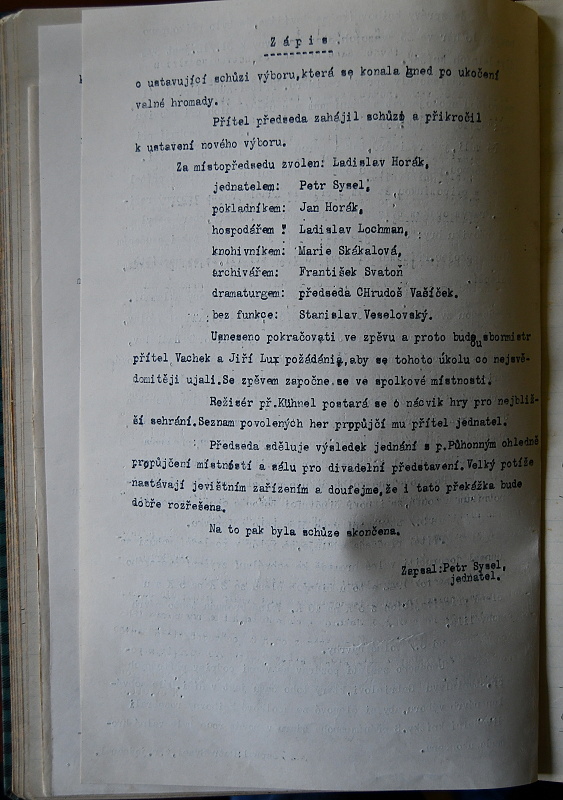 Zápis.
o ustavující schůzi výboru,která se konala hned po ukočení
valné hromady.
Přítel předseda zahájil schůzi a přikročil
k ustavení nového výboru.
Za místopředsedu zvolen: Ladislav Horák,
jednatelem: Petr Sysel,
pokladníkem: Jan Horák,
hospodářem : Ladislav Lochman,
knohivníkem: Marie Skákalová,
archivářem: František Svatoň
dramaturgem: předseda CHrudoš Vašíček.
bez funkce: Stanislav Veselovský.
Usneseno pokračovati ve zpěvu a proto budou sbormistr
přítel Vachek a Jiří Lux požádáni,aby se tohoto úkolu co nejsvě-
domitěji ujali.Se zpěvem započne se ve spolkové místnosti.
Režisér př.Kühnel postará se o nácvik hry pro nejbliž-
ší sehrání.Seznam povolených her prppůjčí mu přítel jednatel.
Předseda sděluje výsledek jednání s p.Půhonným ohledně
prppůjčení místností a sálu pro divadelní představení.Velký potíže
nastávají jevištním zařízením a doufejme,že i tato překážka bude
dobře rozřešena.
Na to pak byla schůze skončena.
Zapsal:Petr Sysel,
jednatel.